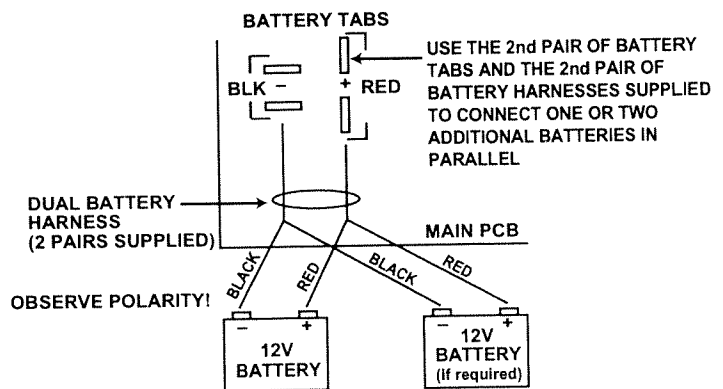 BATTERY TABS
BLK
−
+
RED
USE THE 2nd PAIR OF BATTERY
TABS AND THE 2nd PAIR OF
BATTERY HARNESSES SUPPLIED
TO CONNECT ONE OR TWO
ADDITIONAL BATTERIES IN
PARALLEL
DUAL BATTERY
HARNESS
(2 PAIRS SUPPLIED)
MAIN PCB
BLACK
RED
BLACK
RED
OBSERVE POLARITY!
− +
12V
BATTERY
− +
12V
BATTERY
(if required)